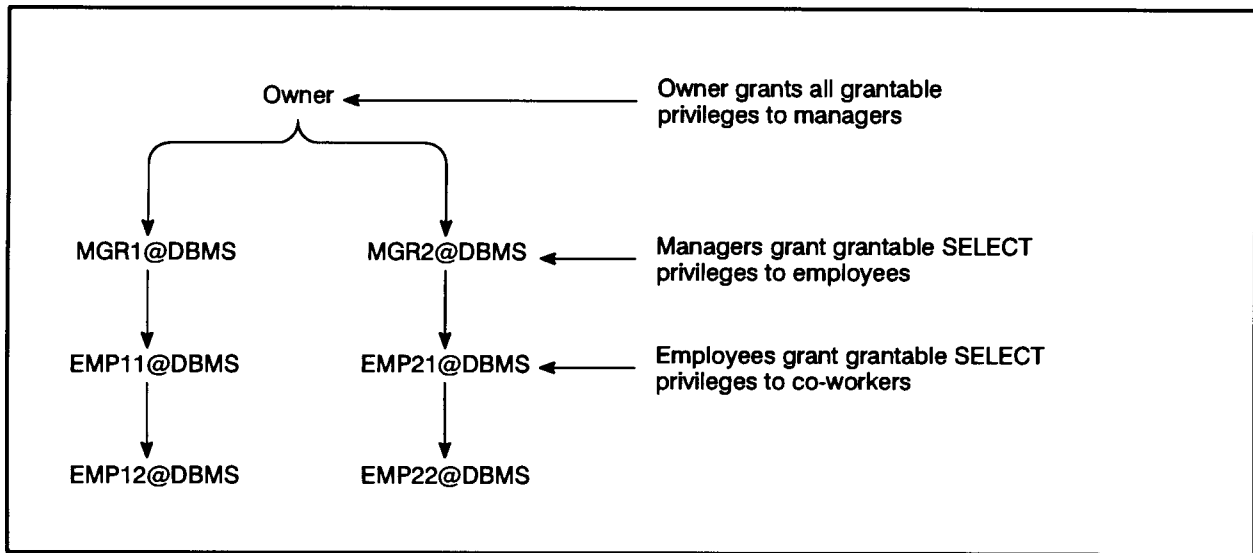 Owner
Owner grants all grantable
privileges to managers
MGR1@DBMS
MGR2@DBMS
Managers grant grantable SELECT
privileges to employees
EMP11@DBMS
EMP21@DBMS
Employees grant grantable SELECT
privileges to co-workers
EMP12@DBMS
EMP22@DBMS